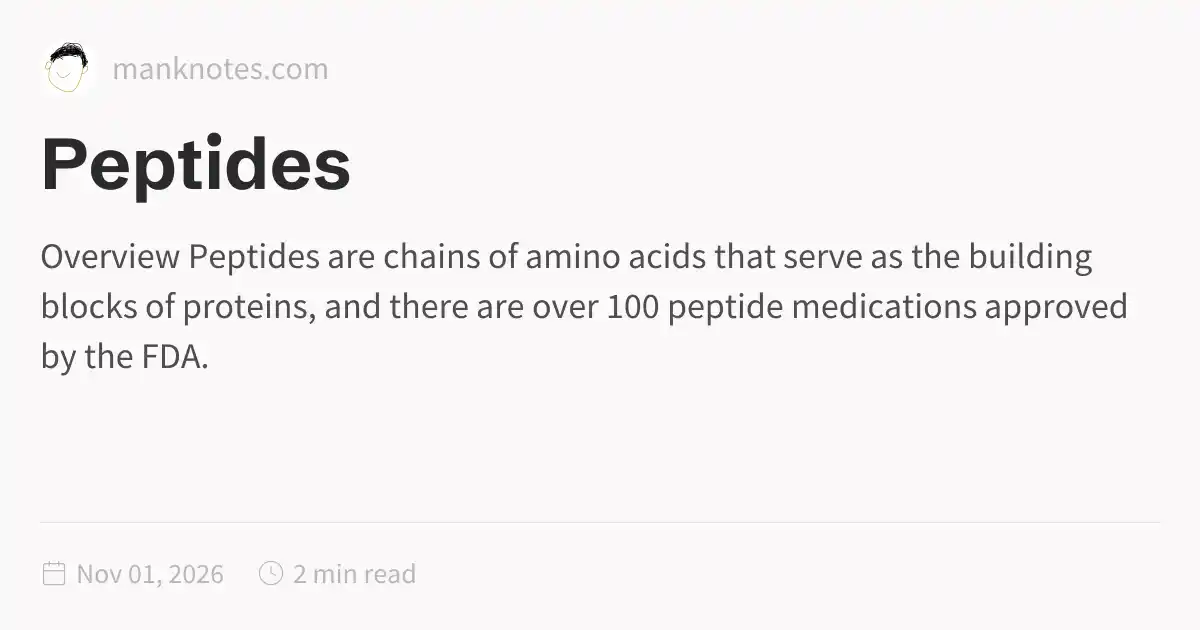 manknotes.com
Peptides
Overview Peptides are chains of amino acids that serve as the building
blocks of proteins, and there are over 100 peptide medications approved
by the FDA.
Nov 01, 2026 2 min read